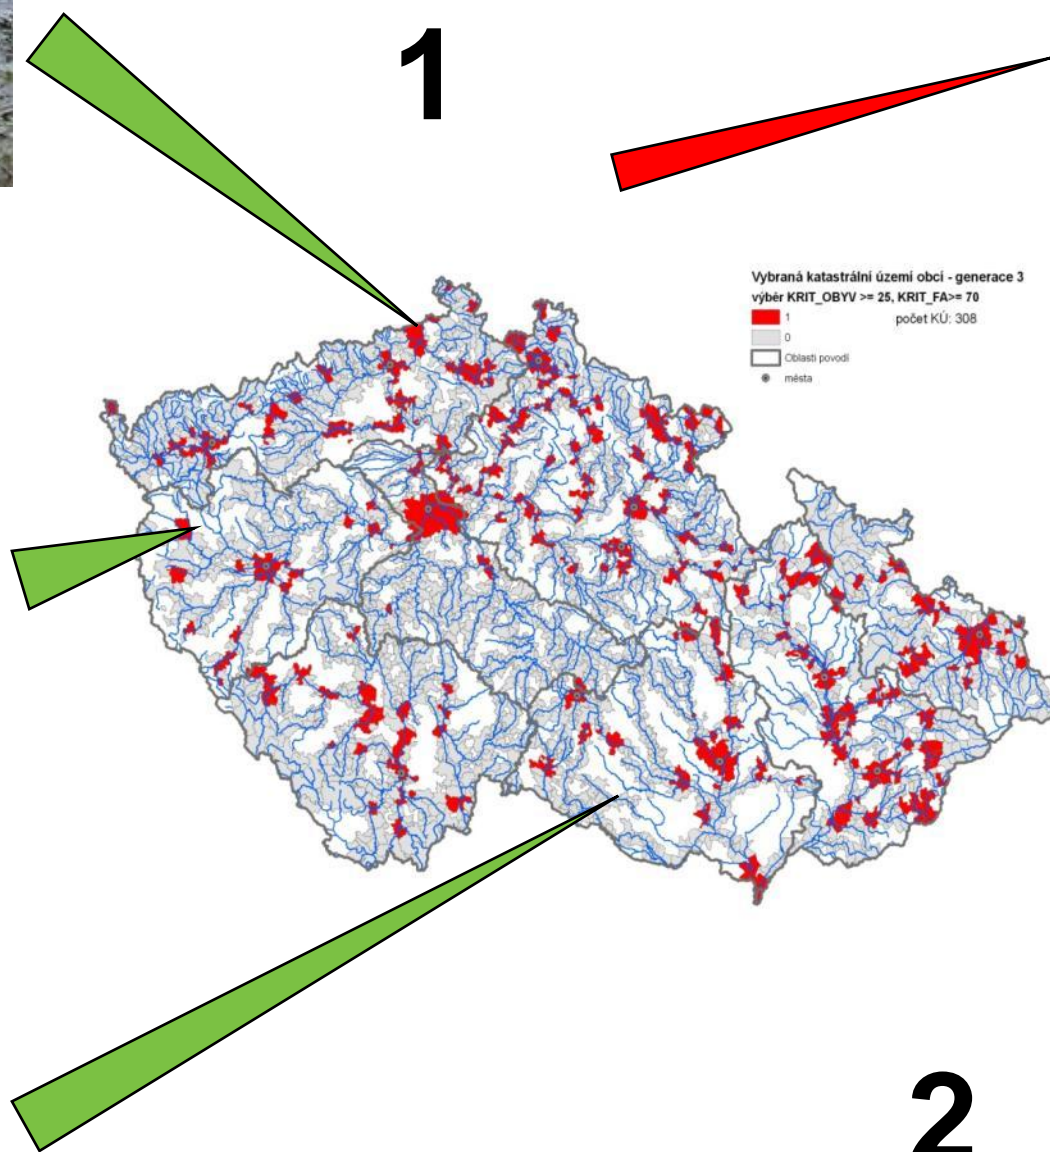 1
Vybraná katastrální území obcí - generace 3
výběr KRIT_OBYV >= 25, KRIT_FA>= 70
1
počet KÚ: 308
0
Oblasti povodí
města
2